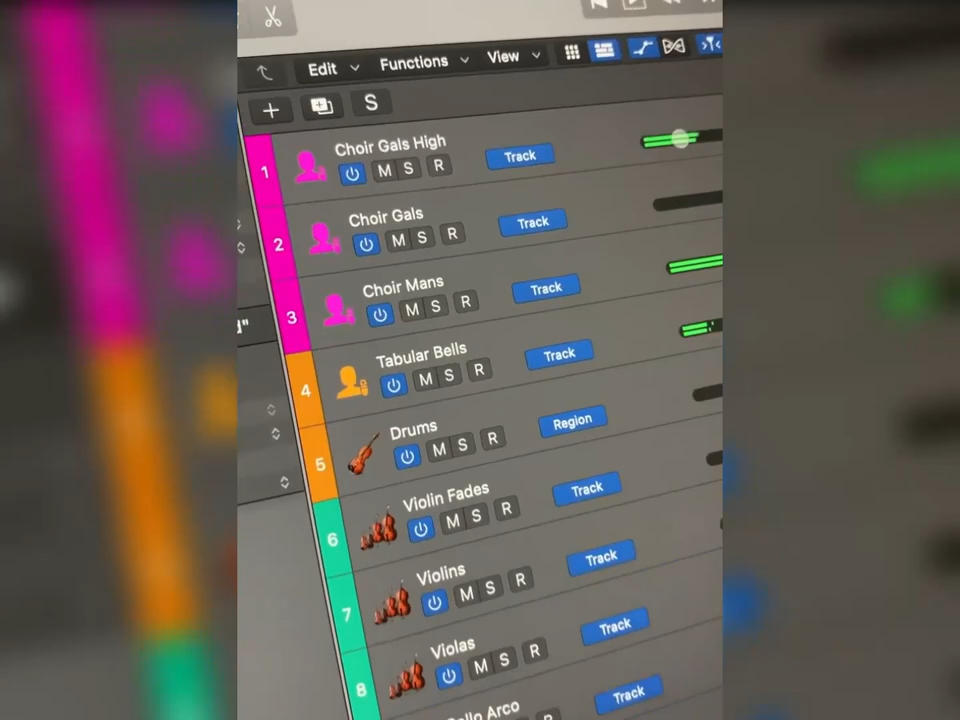 Edit Functions View
S
1 Choir Gals High
M S R Track
2 Choir Gals
M S R Track
3 Choir Mans
M S R Track
4 Tabular Bells
M S R Track
5 Drums
M S R Region
6 Violin Fades
M S R Track
7 Violins
M S R Track
8 Violas
M S R Track
Arco
Track